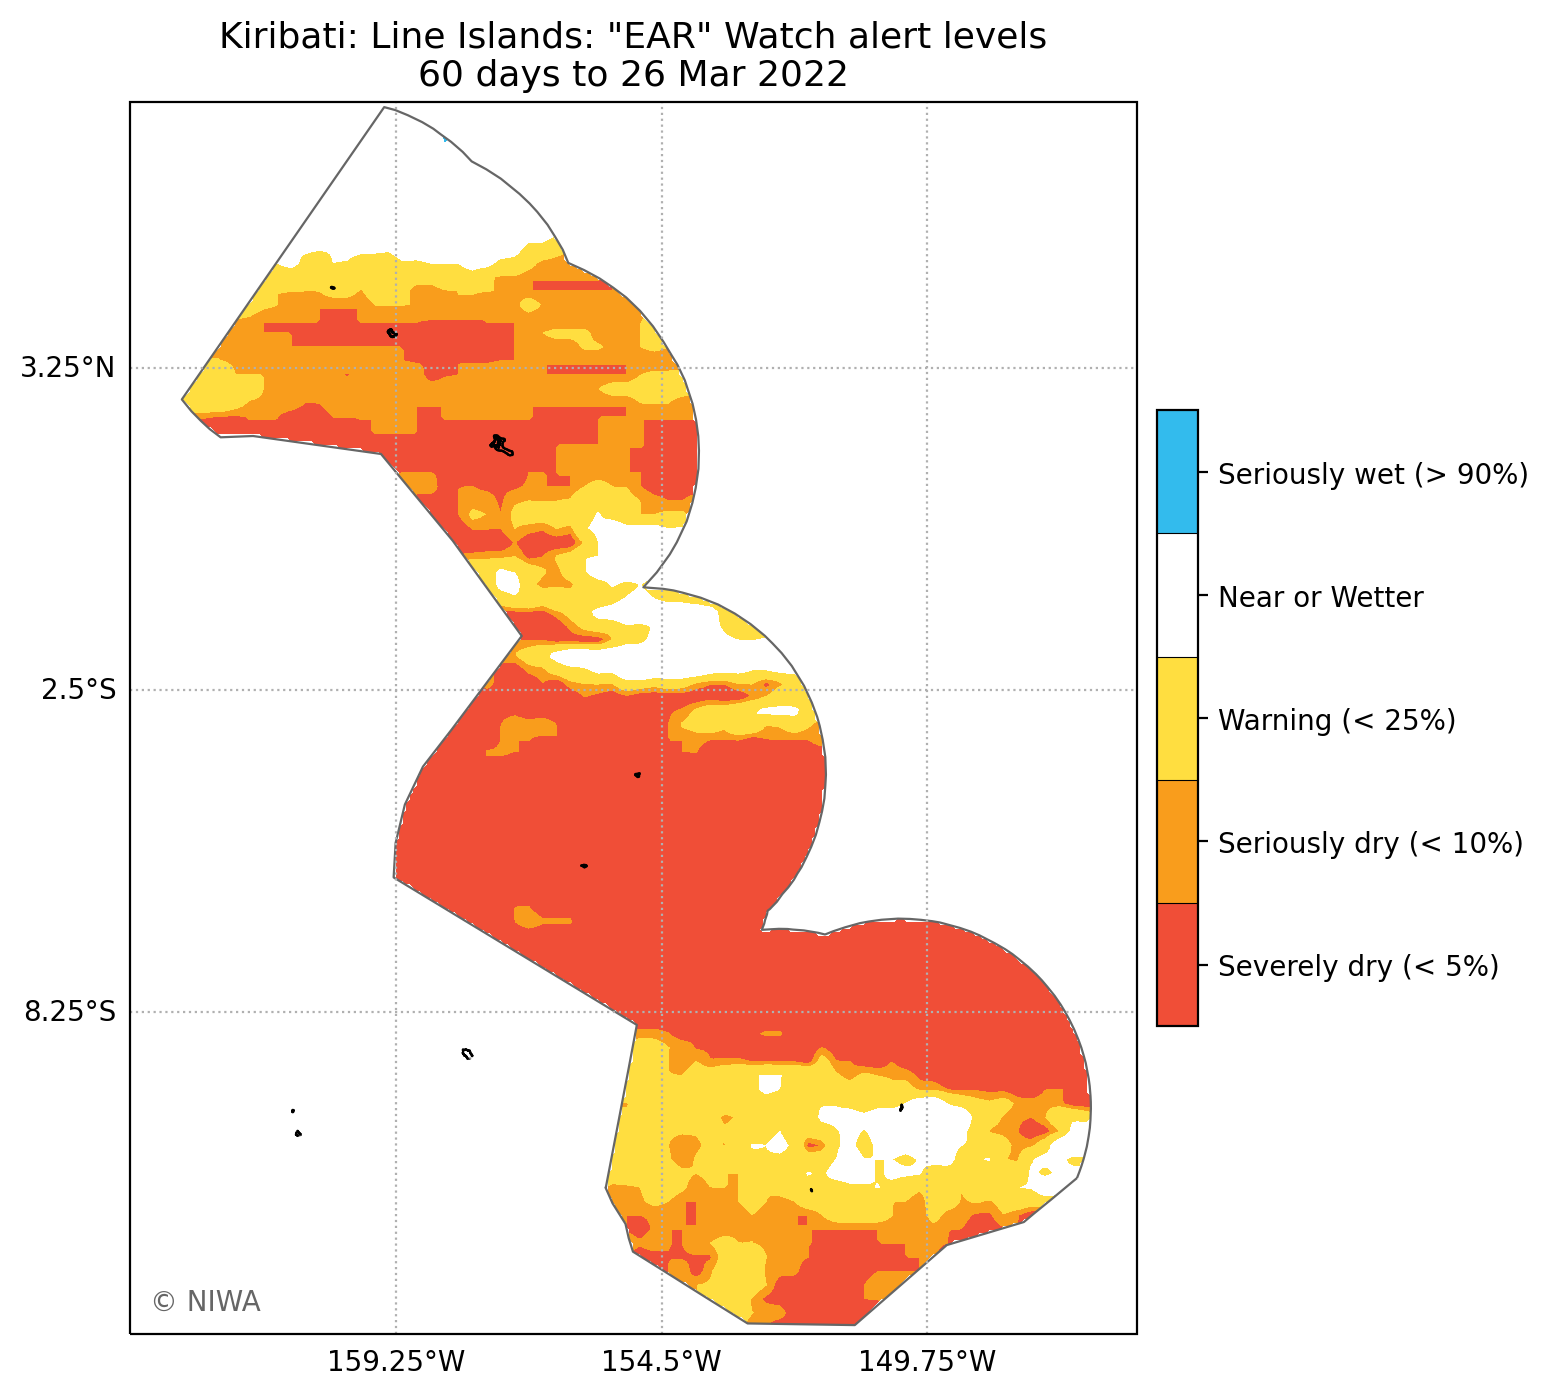 Kiribati: Line Islands: "EAR" Watch alert levels
60 days to 26 Mar 2022
3.25°N
2.5°S
8.25°S
159.25°W
154.5°W
149.75°W
© NIWA
Seriously wet (> 90%)
Near or Wetter
Warning (< 25%)
Seriously dry (< 10%)
Severely dry (< 5%)